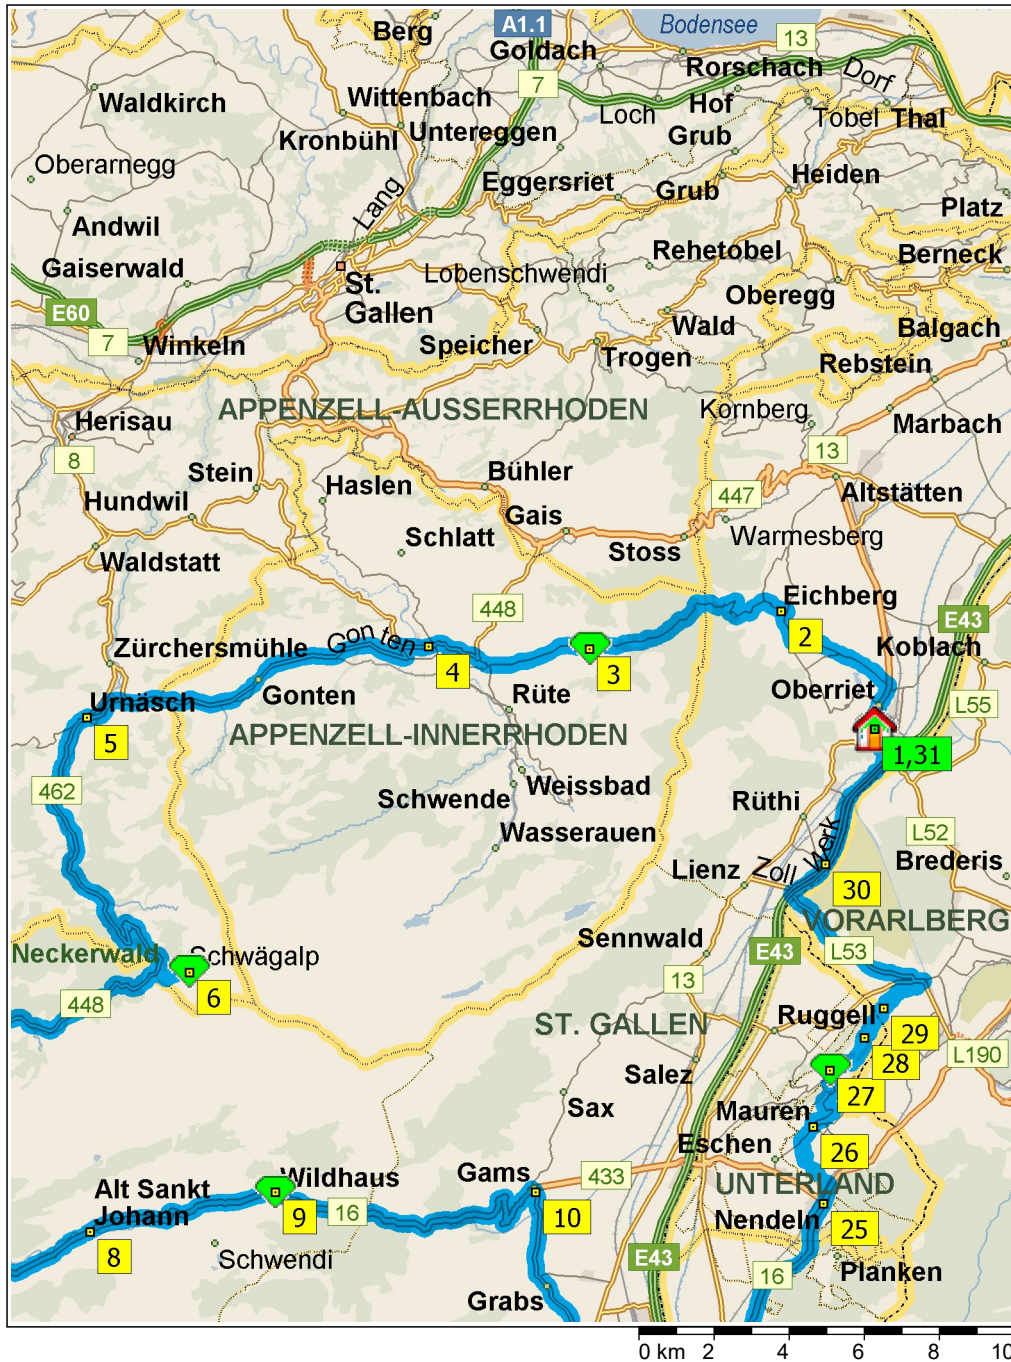 A1.1
Bodensee
Berg
Goldach
13
Rorschach
Dorf
7
Waldkirch
Wittenbach
Hof
Loch
Tobel
Thal
Kronbühl
Untereggen
Grub
Oberarnegg
Eggersriet
Grub
Heiden
Lang
Platz
Andwil
Rehetobel
Berneck
Gaiserwald
Lobenschwendi
St.
Gallen
Oberegg
E60
7
Winkeln
Speicher
Wald
Trogen
Balgach
Rebstein
APPENZELL-AUSSERRHODEN
Kornberg
Herisau
Marbach
8
13
Stein
Haslen
Bühler
447
Altstätten
Hundwil
Gais
Schlatt
Stoss
Warmesberg
Waldstatt
448
Eichberg
E43
2
Gon ten
Zürchersmühle
4
3
Koblach
Urnäsch
Gonten
Rüte
Oberriet
L55
5
APPENZELL-INNERRHODEN
1,31
462
Schwende
Weissbad
Rüthi
Wasserauen
L52
Werk
Lienz
Zoll
30
Brederis
VORARLBERG
Neckerwald
Schwägalp
Sennwald
E43
L53
6
13
448
ST. GALLEN
Ruggell
29
28
L190
Salez
27
Sax
Mauren
Eschen
26
Wildhaus
Gams
433
UNTERLAND
Alt Sankt
Johann
9
16
10
Nendeln
25
8
Schwendi
E43
16
Planken
Grabs
0 km 2 4 6 8 10